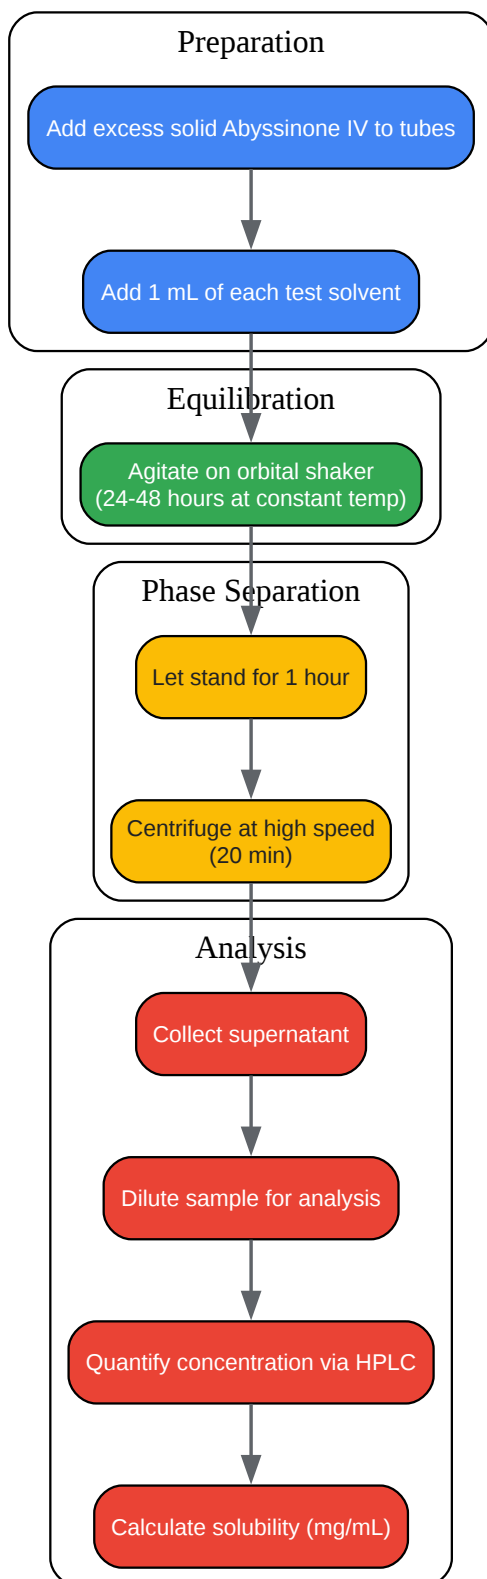 Preparation
Add excess solid Abyssinone IV to tubes
Add 1 mL of each test solvent
Equilibration
Agitate on orbital shaker
(24-48 hours at constant temp)
Phase Separation
Let stand for 1 hour
Centrifuge at high speed
(20 min)
Analysis
Collect supernatant
Dilute sample for analysis
Quantify concentration via HPLC
Calculate solubility (mg/mL)